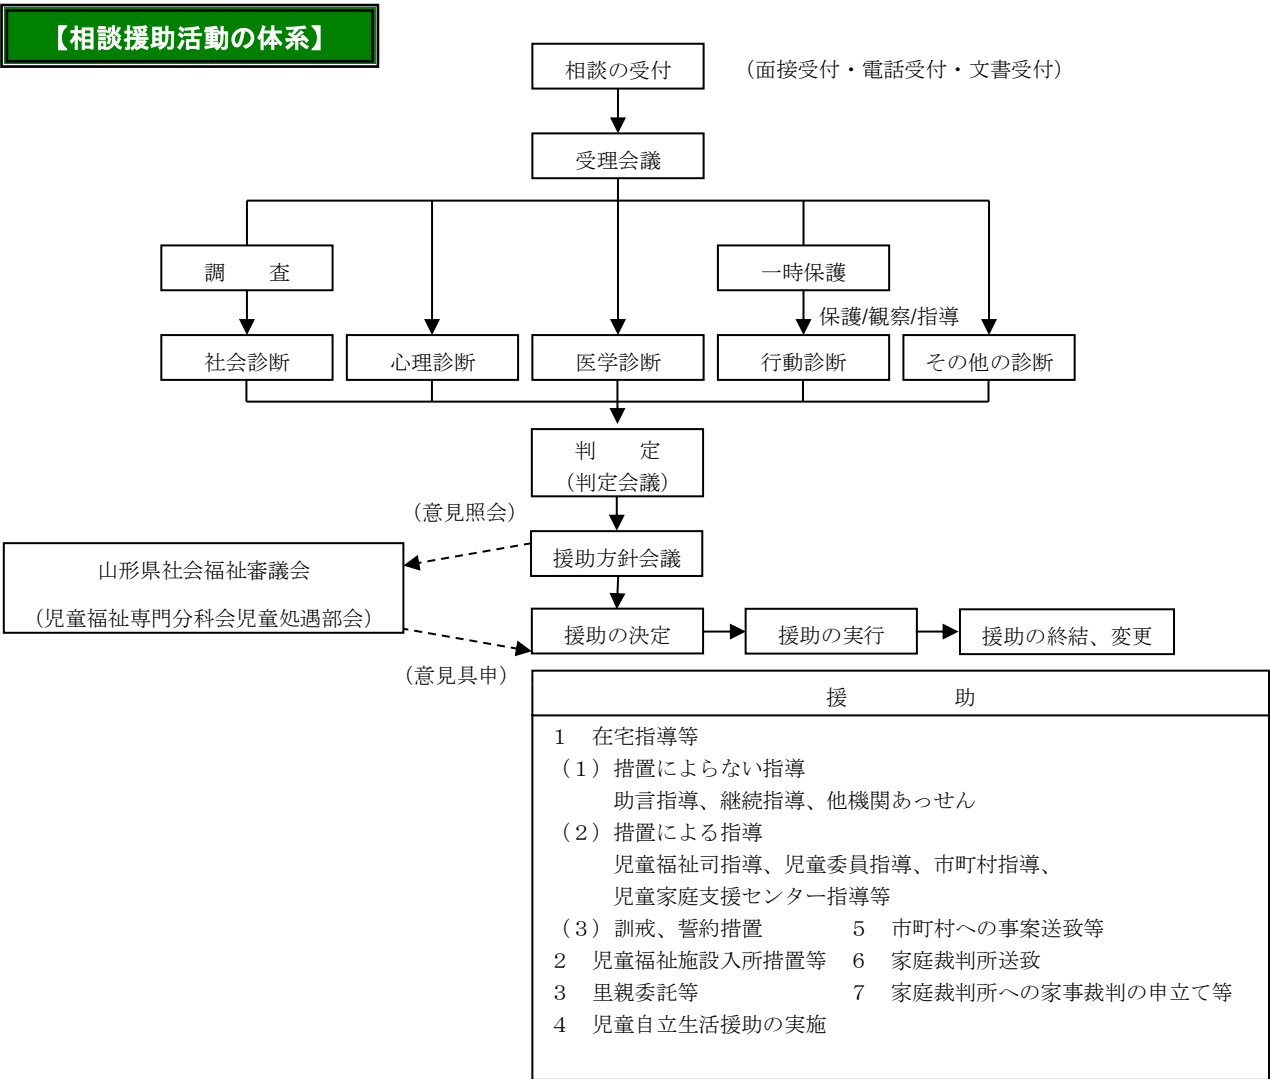 【相談援助活動の体系】
相談の受付
（面接受付・電話受付・文書受付）
受理会議
調　　査
一時保護
保護/観察/指導
社会診断
心理診断
医学診断
行動診断
その他の診断
判　　定
（判定会議）
（意見照会）
援助方針会議
山形県社会福祉審議会
（児童福祉専門分科会児童処遇部会）
援助の決定
援助の実行
援助の終結、変更
（意見具申）
援　　　　　助
１　在宅指導等
（１）措置によらない指導
助言指導、継続指導、他機関あっせん
（２）措置による指導
児童福祉司指導、児童委員指導、市町村指導、
児童家庭支援センター指導等
（３）訓戒、誓約措置　　　　５　市町村への事案送致等
２　児童福祉施設入所措置等　６　家庭裁判所送致
３　里親委託等　　　　　　　７　家庭裁判所への家事裁判の申立て等
４　児童自立生活援助の実施